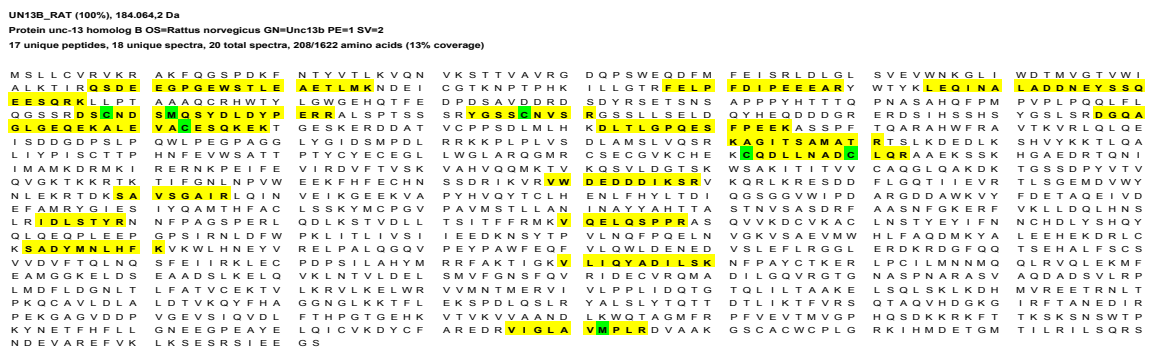 UN13B_RAT (100%), 184.064,2 Da
Protein unc-13 homolog B OS=Rattus norvegicus GN=Unc13b PE=1 SV=2
17 unique peptides, 18 unique spectra, 20 total spectra, 208/1622 amino acids (13% coverage)
MSLLCVRVKR AKFQGSPDKF NTYVTLKVQN VKSTTVAVRG DQPSWEQDFM FEISRLDLGL SVEVWNKGLI WDTMVGTVWI
ALKTIRQSDE EGPGEWSTLE AETLMKNDEI CGTKNPTPHK ILLDTRFELP FDIPEEEARY WTYKLEQINA LADDNEYSSQ
EESQRKLLPT AAAQCRHWTY LGWGEHQTFE DPDSAVDDRD SDYRSETSNS APPPYHTTTQ PNASAHQFPM PVPLPQQLFL
QGSSRDSCND SMQSYDLDYP ERRALSPTSS SRYGSSCNVS RGSSLLSELD QYHEQDDDGR ERDSIHSSHS YGSLSRDGQA
GLGEQEKALE VACESQKEKT GESKERDDAT VCPPSDLMLH KDLTLGPQES FPEEKASSPF TQARAHWFRA VTKVRLQLQE
ISDDGDPSLP QWLPEGPAGG LYGIDSMPDL RRKKPLPLVS DLAMSLVQSR KAGITSAMAT RTSLKDEDLK SHVYKKTLQA
LIYPISCTTP HNFEVWSATT PTYCYECEGL LWGLARQGMR CSECGVKCHE KCQDLLNADC LQRAAEKSSK HGAEDRTQNI
IMAMKDRMKI RERNKPEIFE VIRDVFTVSK VAHVQQMKTV KQSVLDGTSK WSAKITITVV CAQGLQAKDK TGSSDPYVTV
QVGKTKKRTK TIFGNLNPVW EEKFHFECHN SSDRIKVRVW DEDDDIKSRV KQRLKRESDD FLGQTIIEVR TLSGEMDVWY
NLEKRTDKSA VSGAIRLQIN VEIKGEEKVA PYHVQYTCLH ENLFHYLTDI QGSGGVWIPD ARGDDAWKVY FDETAQEIVD
EFAMRYGIES IYQAMTHFAC LSSKYMCPGV PAVMSTLLAN INAYYAHTTA STNVSASDRF AASNFGKERF VKLLDQLHNS
LRIDLSTYRN NFPAGSPERL QDLKSTVDLL TSITFFRMKV QELQSPPRAS QVVKDCVKAC LNSTYEYIFN NCHDLYSHQY
QLQEQPLEEP GPSIRNLDFW PKLITLIVSI IEEDKNSYTP VLNQFPQELN VGKVSAEVMW HLFAQDMKYA LEEHEKDRLC
KSADYMNLHF KVKWLHNEYV RELPALQGQV PEYPAWFEQF VLQWLDENED VSLEFLRGGL ERDKRDGFQQ TSEHALFSCS
VVDVFTQLNQ SFEIIRKLEC PDPSILAHYM RRFAKTIGKV LIQYADILSK NFPAYCTKER LPCILMNNMQ QLRVQLEKMF
EAMGGKELDS EAADSLKELQ VKLNTVLDEL SMVFGNSFQV RIDECVRQMA DILGQVRGTG NASPNARASV AQDADSVLRP
LMDFLDGNLT LFATVCEKTV LKRVLKELWR VVMNTMERVI VLPPLIDQTG TQLILTAAKE LSQLSKLKDH MVREETRNLT
PKQCAVLDLA LDTVKQYFHA GGNGLKKTFL EKSPDLQSLR YALSLYTQTT DTLIKTFVRS QTAQVHDGKG IRFTANEDIR
PEKGAGVDDP VGEVSIQVDL FTHPGTGEHK VTVKVVAAND LKWQTAGMFR PFVEVTMVGP HQSDKKRKFT TKSKSNSWTP
KYNETFHFLL GNEEGPEAYE LQICVKDYCF AREDRVIGLA VMPLRDVAAK GSCACWCPLG RKIHMDETGM TILRILSQRS
NDEVAREFVK LKSESRSIEE GS